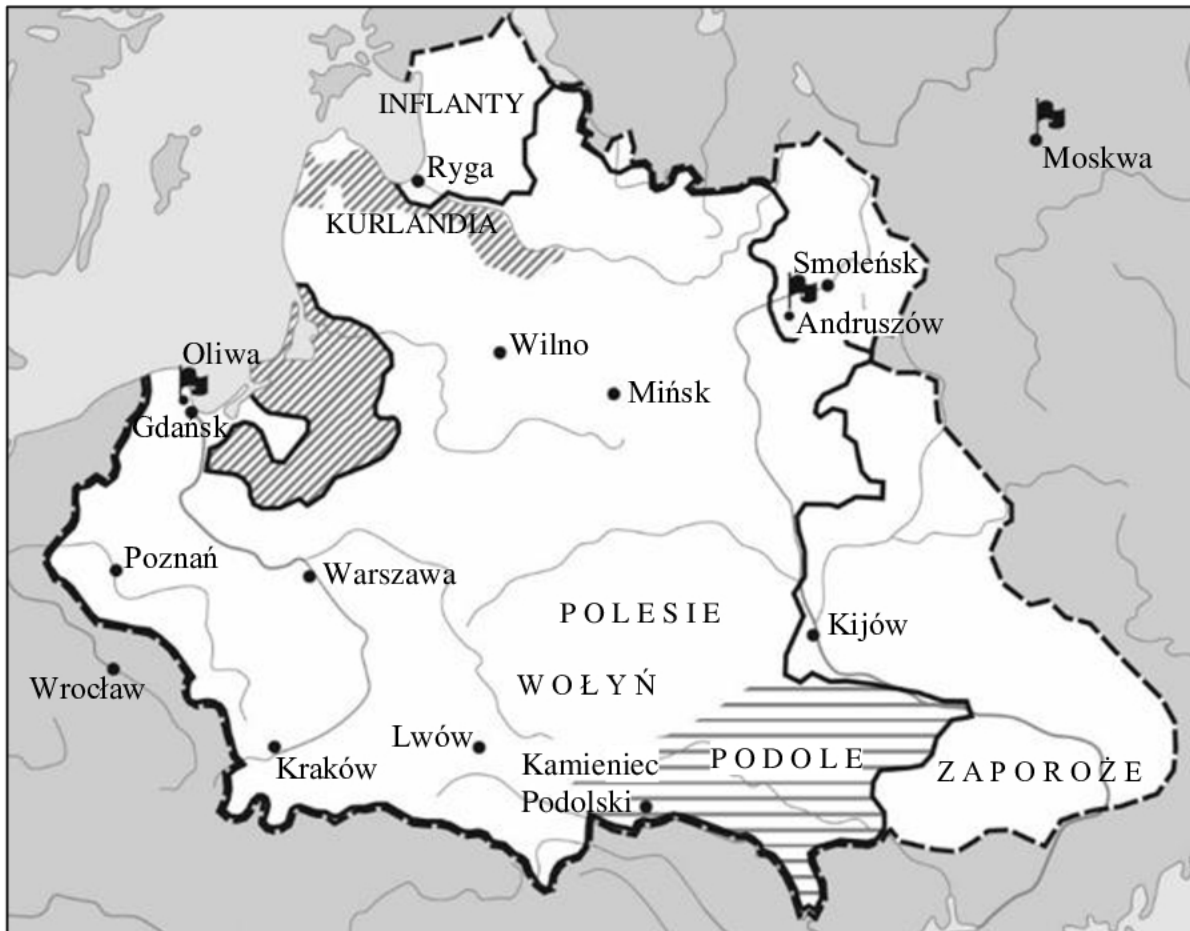 INFLANTY
Moskwa
Ryga
KURLANDIA
Smoleńsk
Andruszów
Wilno
Oliwa
Mińsk
Gdańsk
Poznań
Warszawa
POLESIE
Kijów
Wrocław
WOŁYŃ
Lwów
Kraków
Kamieniec
Podolski
PODOLE
ZAPOROŻE